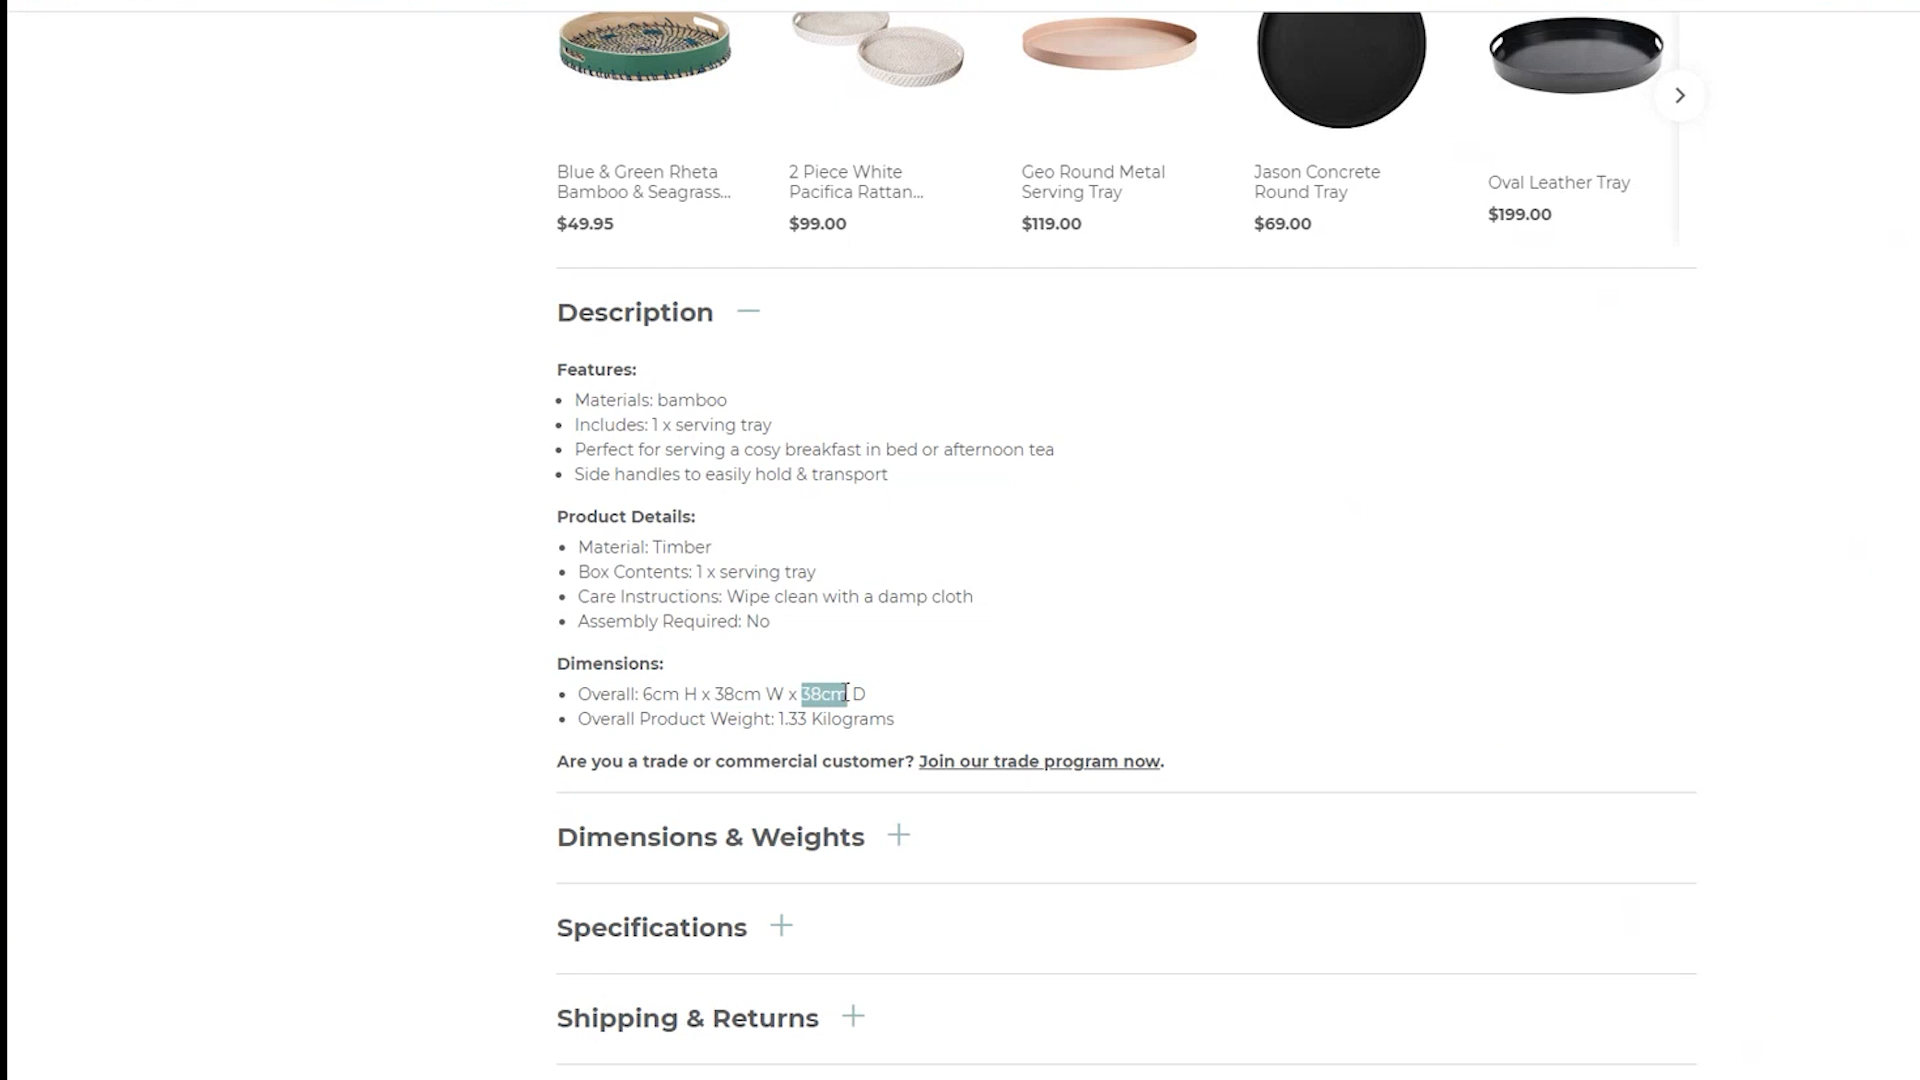 Blue & Green Rheta
Bamboo & Seagrass...
$49.95
2 Piece White
Pacifica Rattan...
$99.00
Geo Round Metal
Serving Tray
$119.00
Jason Concrete
Round Tray
$69.00
Oval Leather Tray
$199.00
Description
Features:
Materials: bamboo
Includes: 1 x serving tray
Perfect for serving a cosy breakfast in bed or afternoon tea
Side handles to easily hold & transport
Product Details:
Material: Timber
Box Contents: 1 x serving tray
Care Instructions: Wipe clean with a damp cloth
Assembly Required: No
Dimensions:
Overall: 6cm H x 38cm W x 38cm D
Overall Product Weight: 1.33 Kilograms
Are you a trade or commercial customer? Join our trade program now.
Dimensions & Weights
Specifications
Shipping & Returns